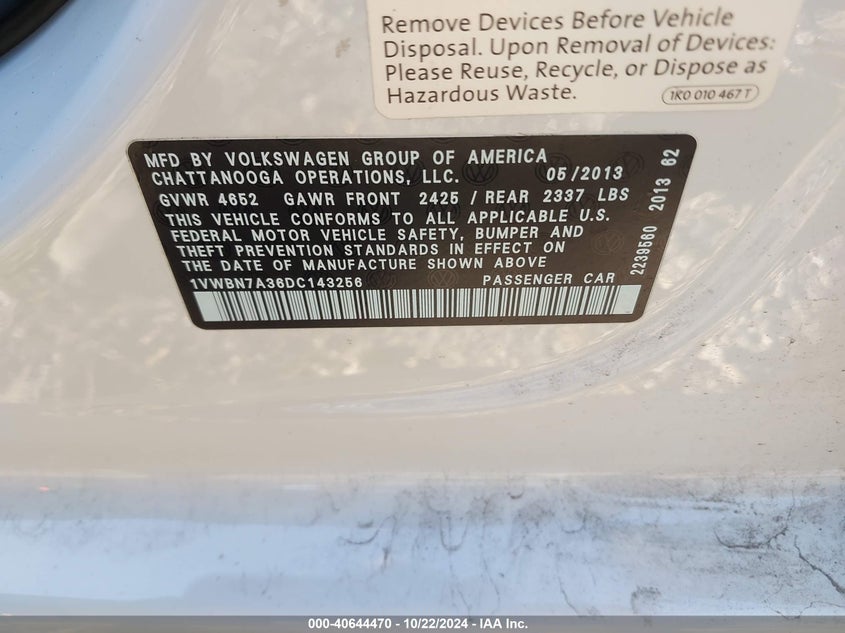 Remove Devices Before Vehicle
Disposal. Upon Removal of Devices:
Please Reuse, Recycle, or Dispose as
Hazardous Waste.
1K0 010 467 T
MFD BY VOLKSWAGEN GROUP OF AMERICA
CHATTANOOGA OPERATIONS, LLC. 05/2013
GVWR 4652 GAWR FRONT 2425 / REAR 2337 LBS
THIS VEHICLE CONFORMS TO ALL APPLICABLE U.S.
FEDERAL MOTOR VEHICLE SAFETY, BUMPER AND
THEFT PREVENTION STANDARDS IN EFFECT ON
THE DATE OF MANUFACTURE SHOWN ABOVE
1VWBN7A36DC143256 PASSENGER CAR
2239560 2013 62
000-40644470 - 10/22/2024 - IAA Inc.